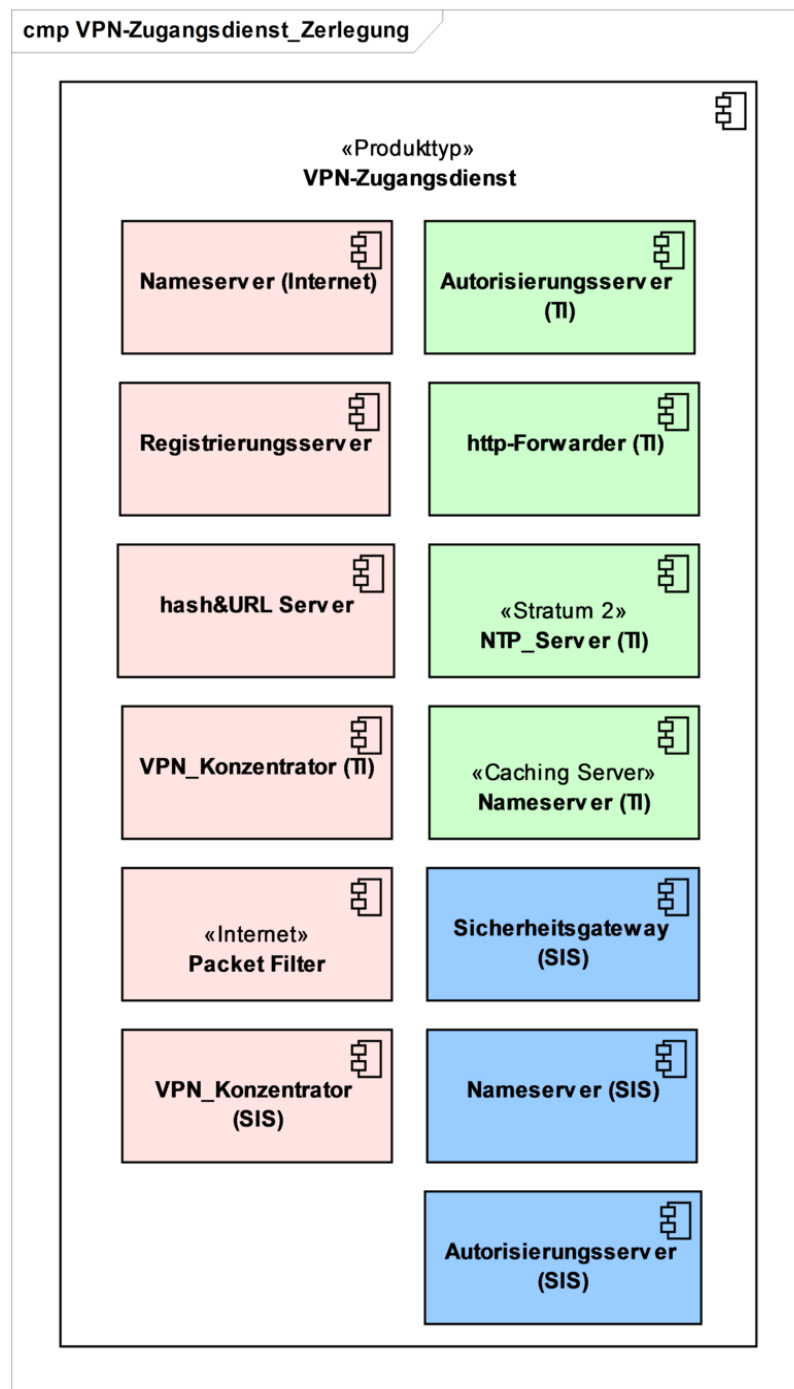 cmp VPN-Zugangsdienst_Zerlegung
«Produkttyp»
VPN-Zugangsdienst
Nameserver (Internet)
Autorisierungsserver
(TI)
Registrierungsserver
http-Forwarder (TI)
hash&URL Server
«Stratum 2»
NTP_Server (TI)
VPN_Konzentrator (TI)
«Caching Server»
Nameserver (TI)
«Internet»
Packet Filter
Sicherheitsgateway
(SIS)
VPN_Konzentrator
(SIS)
Nameserver (SIS)
Autorisierungsserver
(SIS)